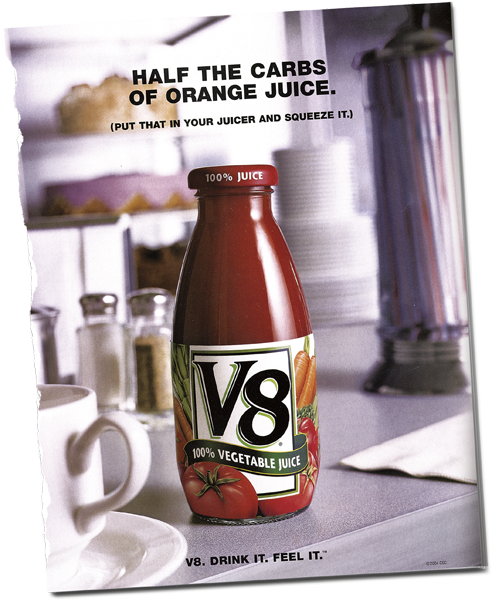 HALF THE CARBS
OF ORANGE JUICE.
(PUT THAT IN YOUR JUICER AND SQUEEZE IT.)
100% JUICE
V8
®
100% VEGETABLE JUICE
V8. DRINK IT. FEEL IT.™